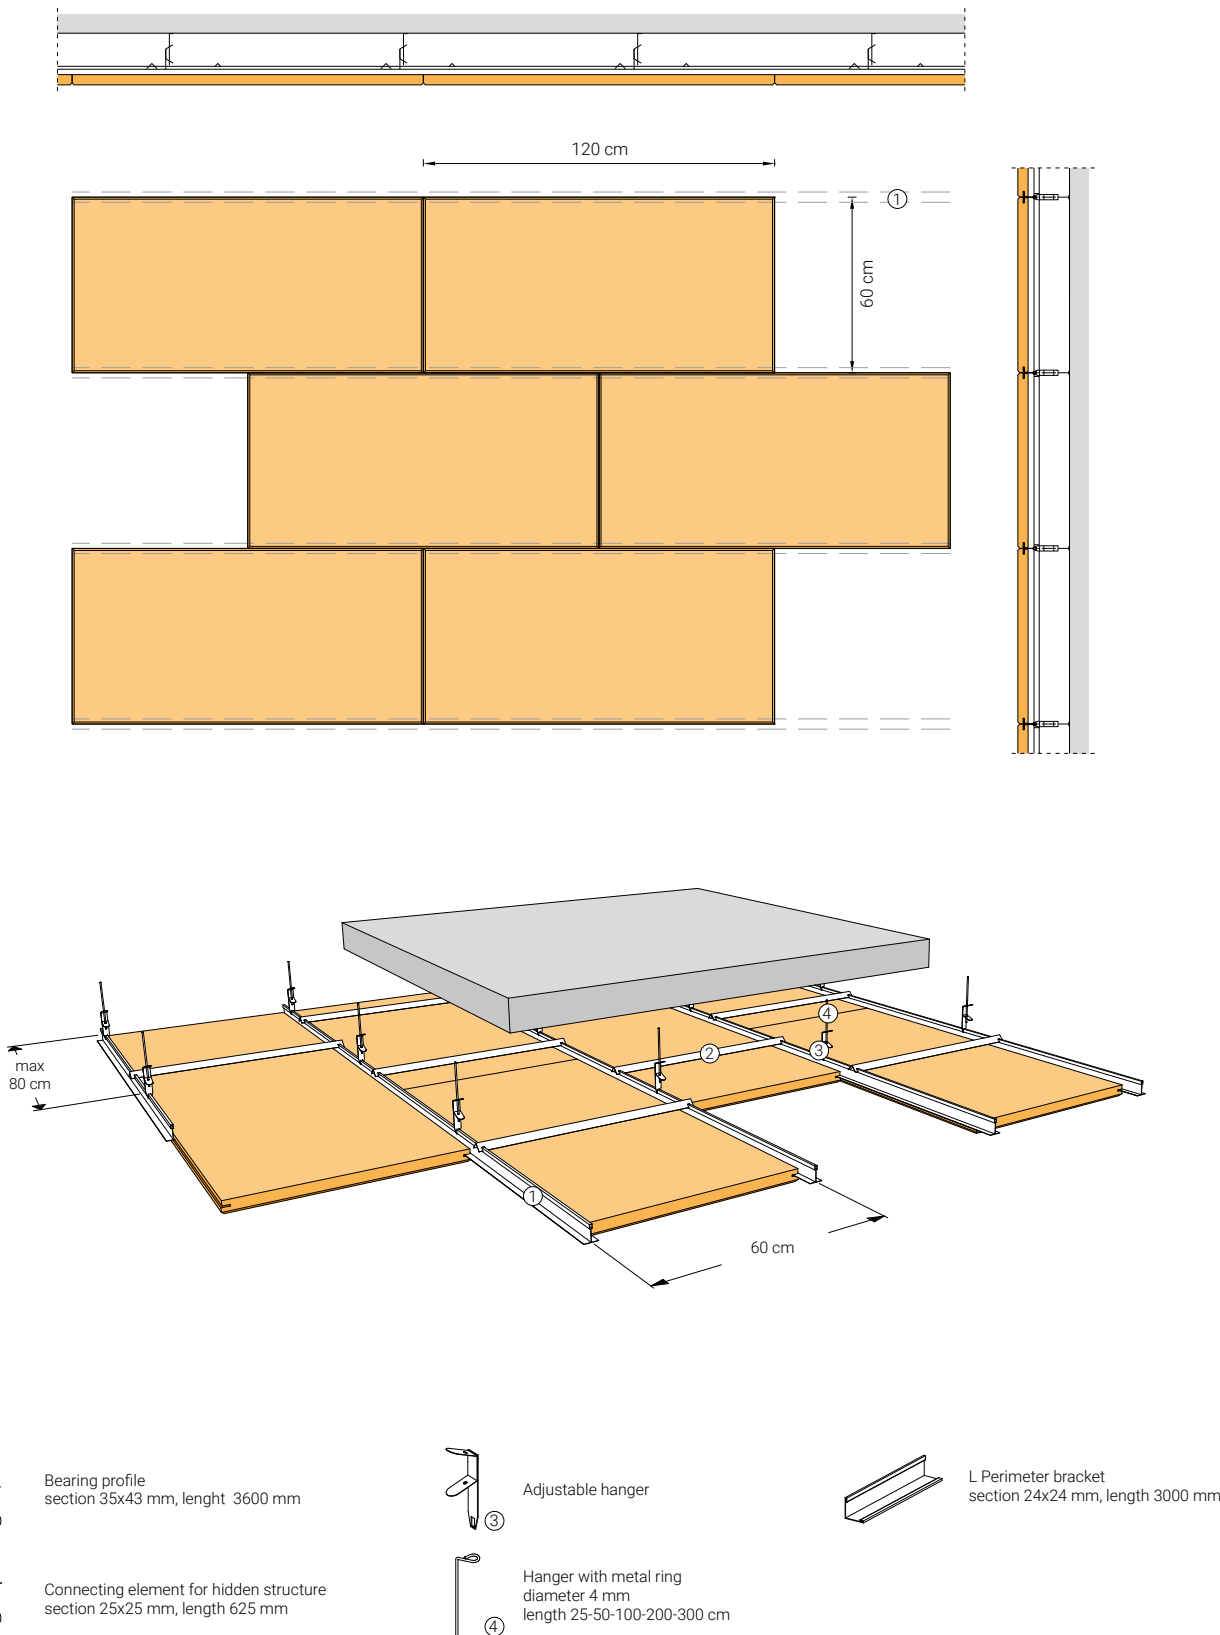 120 cm
1
60 cm
max
80 cm
4
2
3
1
60 cm
Bearing profile
section 35x43 mm, lenght 3600 mm
Adjustable hanger
3
L Perimeter bracket
section 24x24 mm, length 3000 mm
Connecting element for hidden structure
section 25x25 mm, length 625 mm
Hanger with metal ring
diameter 4 mm
length 25-50-100-200-300 cm
4